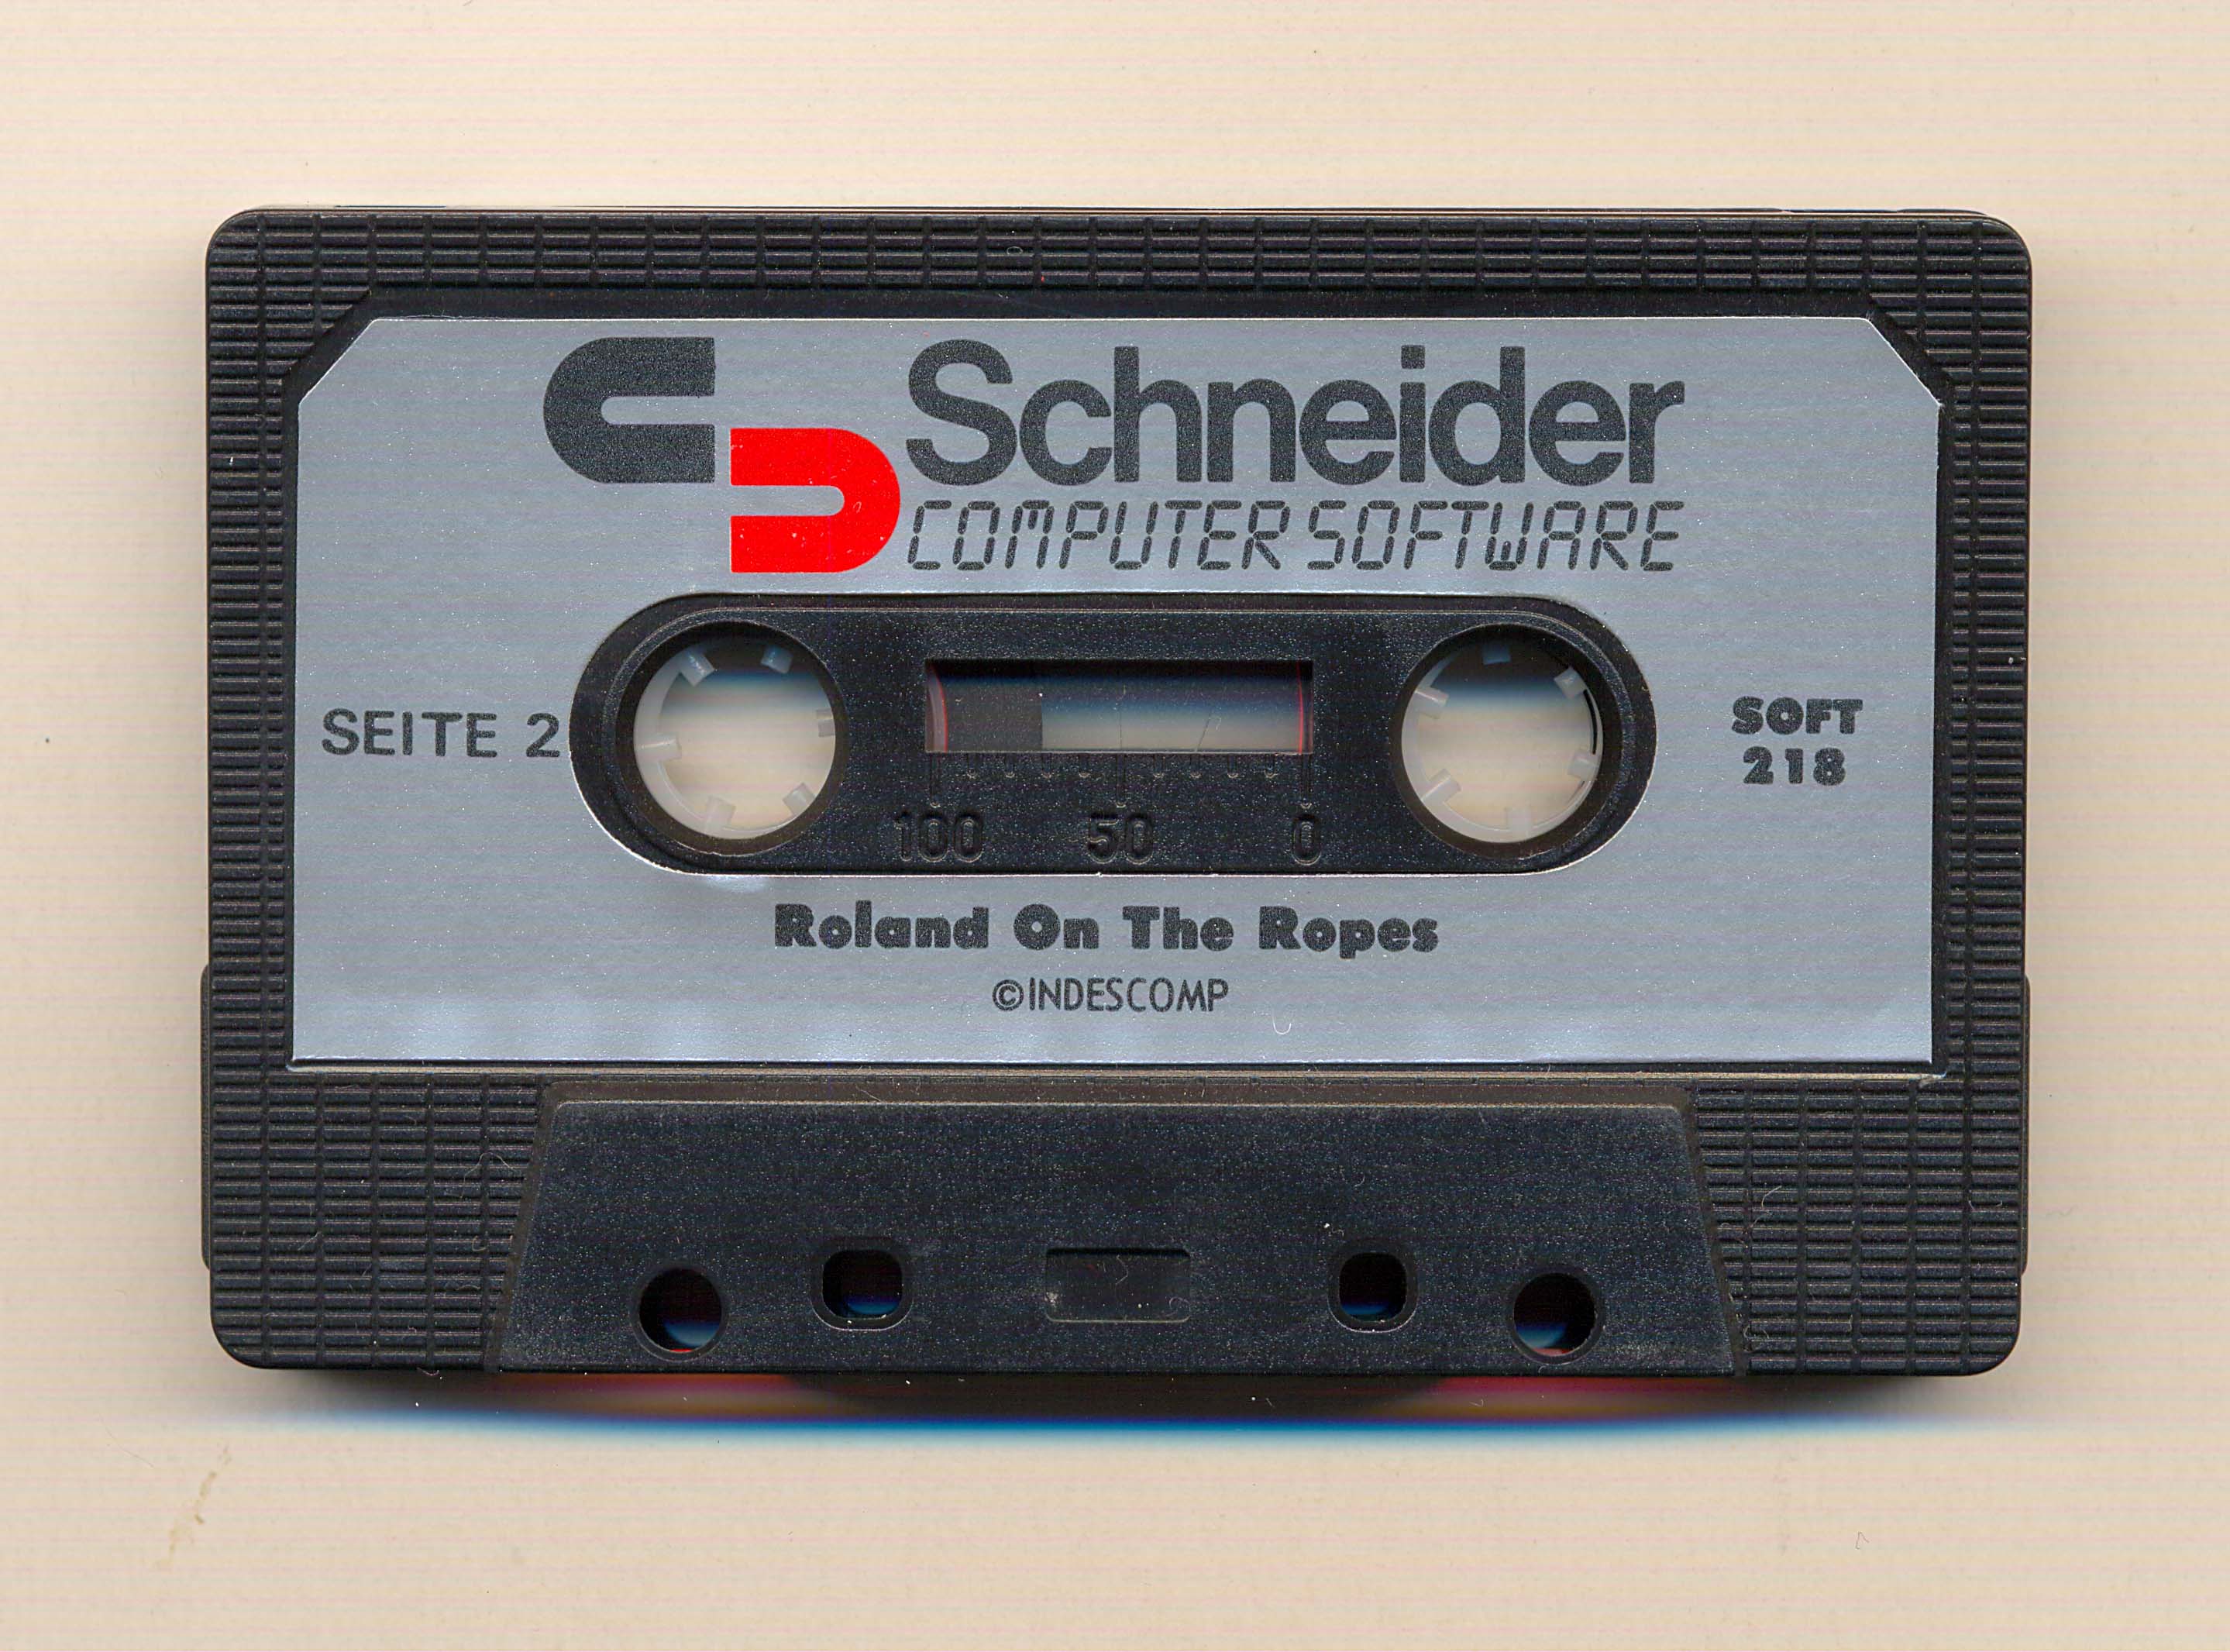 Schneider
COMPUTER SOFTWARE
SEITE 2
SOFT
218
100 50 0
Roland On The Ropes
©INDESCOMP